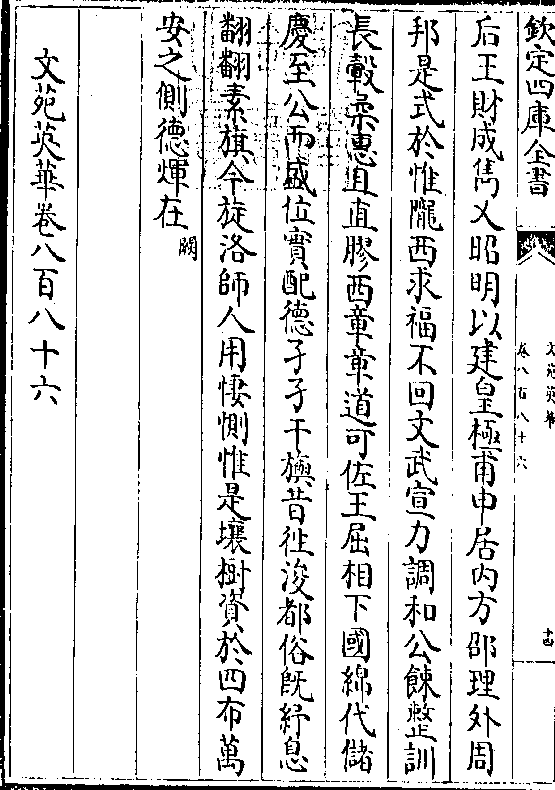 欽定四庫全書
文苑英華
卷八百八十六
十四
后王財成雋乂昭明以建皇極甫申居内方邵理外周
邦是式於惟隴西求福不回文武宣力調和公餗整訓
長轂柔惠且直膠西章章道可佐王屈相下國綿代儲
慶至公而盛位實配德孑孑干旟昔徃浚都俗既紓息
翻翻素旗今旋洛師人用悽惻惟是壤樹資於四布萬
安之側德煇在闕
文苑英華卷八百八十六